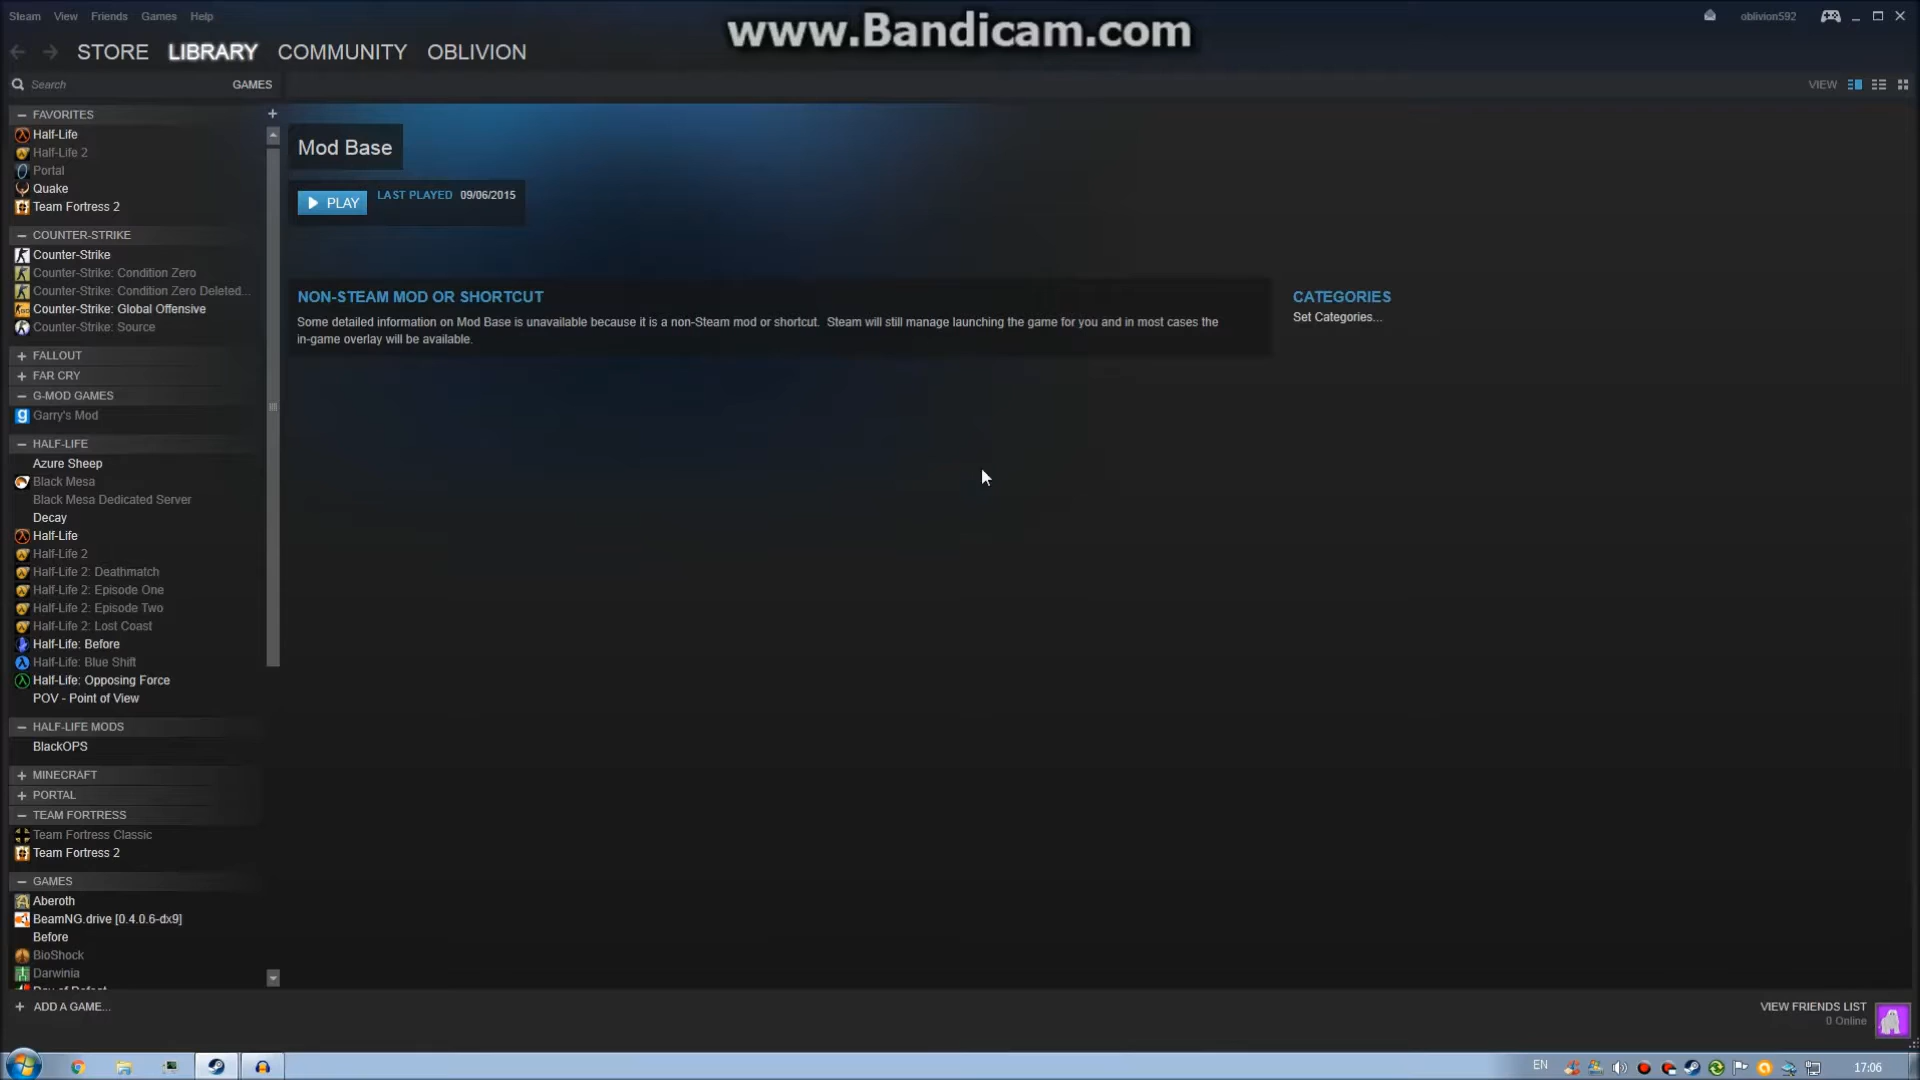 Steam View Friends Games Help
www.Bandicam.com
oblivion592
STORE LIBRARY COMMUNITY OBLIVION
Search
GAMES
VIEW
FAVORITES
Half-Life
Half-Life 2
Portal
Quake
Team Fortress 2
COUNTER-STRIKE
Counter-Strike
Counter-Strike: Condition Zero
Counter-Strike: Condition Zero Deleted...
Counter-Strike: Global Offensive
Counter-Strike: Source
FALLOUT
FAR CRY
G-MOD GAMES
Garry's Mod
HALF-LIFE
Azure Sheep
Black Mesa
Black Mesa Dedicated Server
Decay
Half-Life
Half-Life 2
Half-Life 2: Deathmatch
Half-Life 2: Episode One
Half-Life 2: Episode Two
Half-Life 2: Lost Coast
Half-Life: Before
Half-Life: Blue Shift
Half-Life: Opposing Force
POV - Point of View
HALF-LIFE MODS
BlackOPS
MINECRAFT
PORTAL
TEAM FORTRESS
Team Fortress Classic
Team Fortress 2
GAMES
Aberoth
BeamNG.drive [0.4.0.6-dx9]
Before
BioShock
Darwinia
+ ADD A GAME...
Mod Base
PLAY
LAST PLAYED 09/06/2015
NON-STEAM MOD OR SHORTCUT
Some detailed information on Mod Base is unavailable because it is a non-Steam mod or shortcut. Steam will still manage launching the game for you and in most cases the
in-game overlay will be available.
CATEGORIES
Set Categories...
VIEW FRIENDS LIST
0 Online
EN
17:06